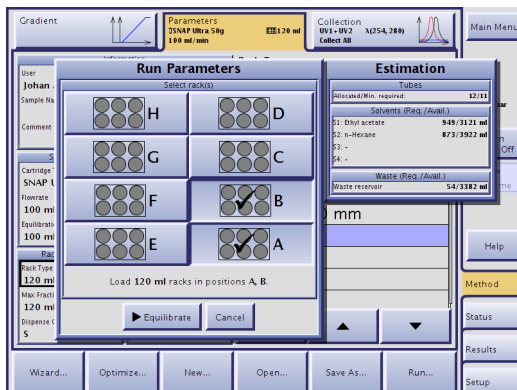 Gradient
Parameters
SNAP Ultra 50g
120 ml
100 ml/min
Collection
UV1+UV2 λ(254, 280)
Collect All
Main Menu
User
Johan
Sample Na
Comment
Cartridge
SNAP U
Flowrate
100 ml
Equilibratio
100 ml
Rac
Rack Type
120 ml
Max Fracti
120 ml
Dispense
S
Run Parameters
Select rack(s)
H
D
G
C
F
B
E
A
Load 120 ml racks in positions A, B.
Equilibrate
Cancel
Estimation
Tubes
Allocated/Min. required: 12/11
Solvents (Req./Avail.)
S1: Ethyl acetate 949/3121 ml
S2: n-Hexane 873/3922 ml
S3: -
S4: -
Waste (Req./Avail.)
Waste reservoir 54/3382 ml
mm
bar
Off
Help
Method
Status
Results
Setup
Wizard...
Optimize...
New...
Open...
Save As...
Run...